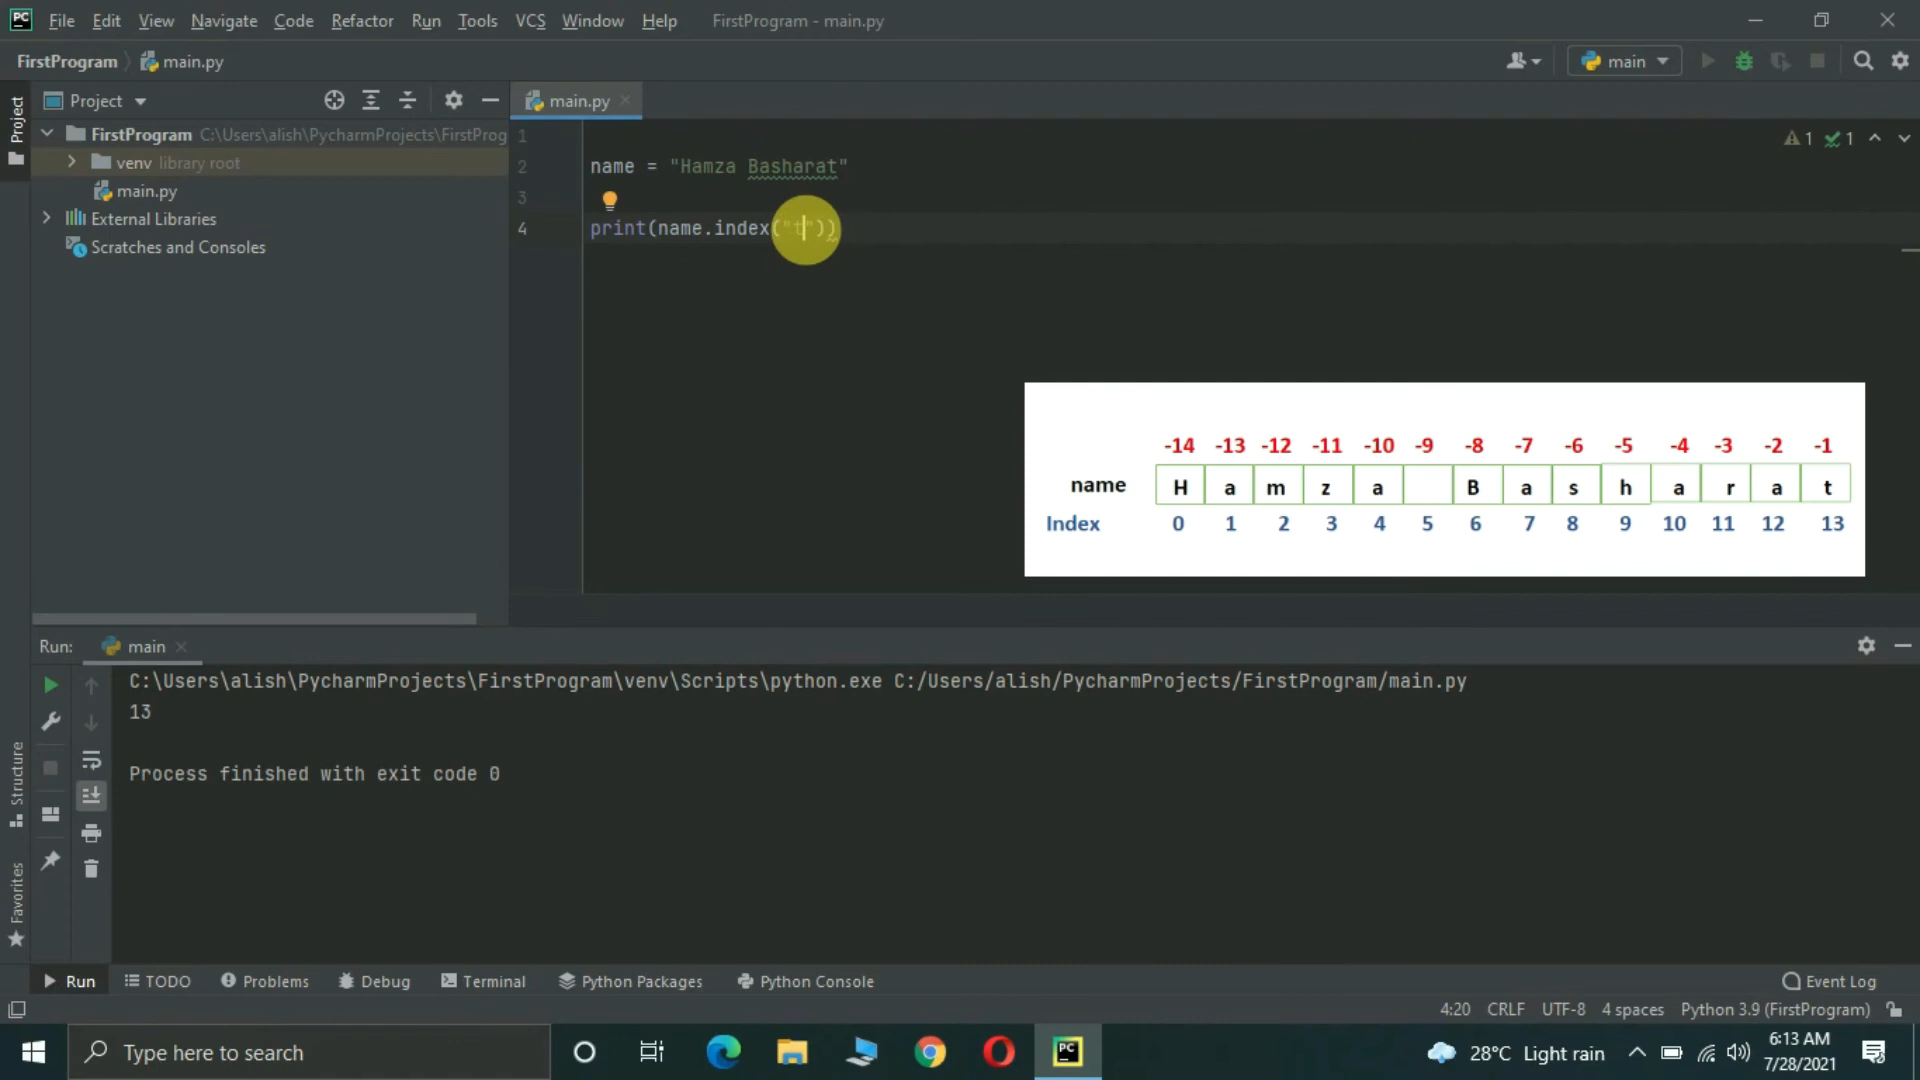 PC File Edit View Navigate Code Refactor Run Tools VCS Window Help FirstProgram - main.py
FirstProgram main.py main
Project main.py
Project
FirstProgram C:\Users\alish\PycharmProjects\FirstProg
venv library root
main.py
External Libraries
Scratches and Consoles
1
2 name = "Hamza Basharat"
3
4 print(name.index("t"))
1 1
-14 -13 -12 -11 -10 -9 -8 -7 -6 -5 -4 -3 -2 -1
name H a m z a B a s h a r a t
Index 0 1 2 3 4 5 6 7 8 9 10 11 12 13
Run: main
C:\Users\alish\PycharmProjects\FirstProgram\venv\Scripts\python.exe C:/Users/alish/PycharmProjects/FirstProgram/main.py
13
Process finished with exit code 0
Structure
Favorites
Run TODO Problems Debug Terminal Python Packages Python Console Event Log
4:20 CRLF UTF-8 4 spaces Python 3.9 (FirstProgram)
Type here to search PC 28°C Light rain 6:13 AM
7/28/2021